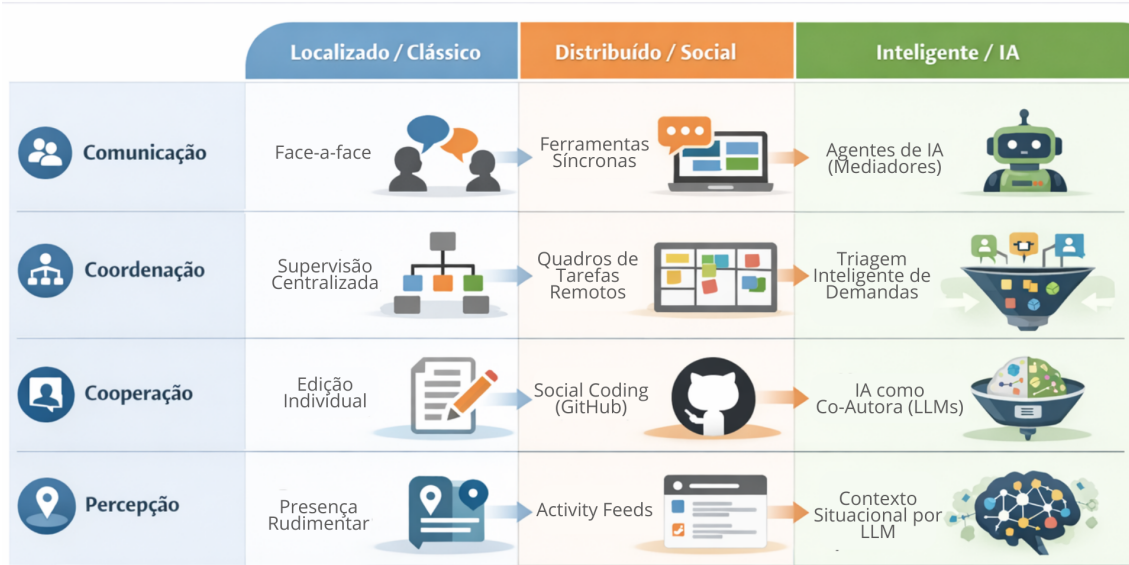 Localizado / Clássico
Distribuído / Social
Inteligente / IA
Comunicação
Face-a-face
Ferramentas
Síncronas
Agentes de IA
(Mediadores)
Coordenação
Supervisão
Centralizada
Quadros de
Tarefas
Remotos
Triagem
Inteligente de
Demandas
Cooperação
Edição
Individual
Social Coding
(GitHub)
IA como
Co-Autora (LLMs)
Percepção
Presença
Rudimentar
Activity Feeds
Contexto
Situacional por
LLM